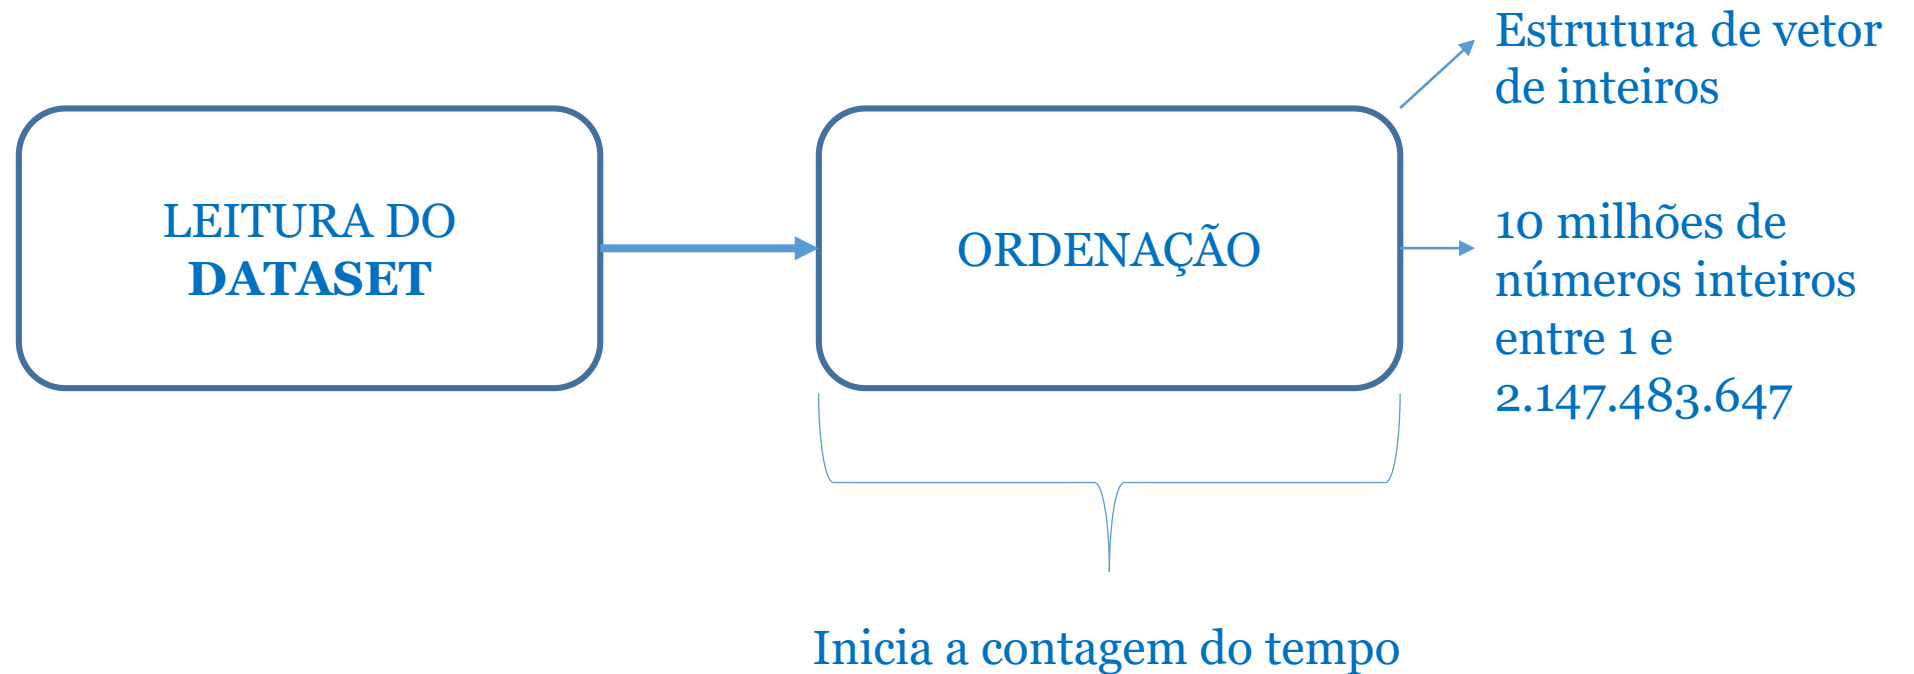 LEITURA DO
DATASET
ORDENAÇÃO
Estrutura de vetor
de inteiros
10 milhões de
números inteiros
entre 1 e
2.147.483.647
Inicia a contagem do tempo